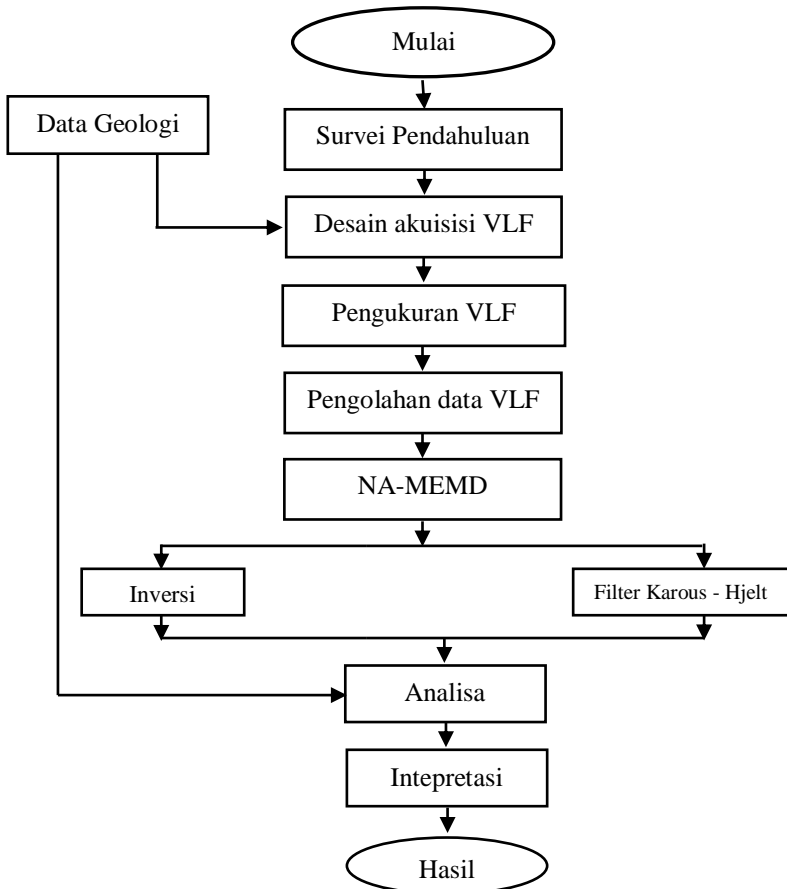 Mulai
Data Geologi
Survei Pendahuluan
Desain akuisisi VLF
Pengukuran VLF
Pengolahan data VLF
NA-MEMD
Inversi
Filter Karous - Hjelt
Analisa
Intepretasi
Hasil